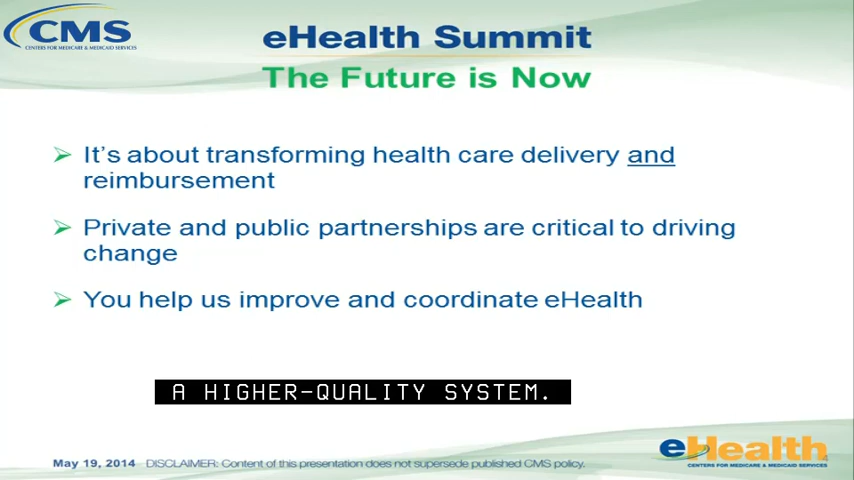 CMS
CENTERS FOR MEDICARE & MEDICAID SERVICES
eHealth Summit
The Future is Now
It's about transforming health care delivery and
reimbursement
Private and public partnerships are critical to driving
change
You help us improve and coordinate eHealth
A HIGHER-QUALITY SYSTEM.
May 19, 2014 DISCLAIMER: Content of this presentation does not supersede published CMS policy.
eHealth
4
CENTERS FOR MEDICARE & MEDICAID SERVICES